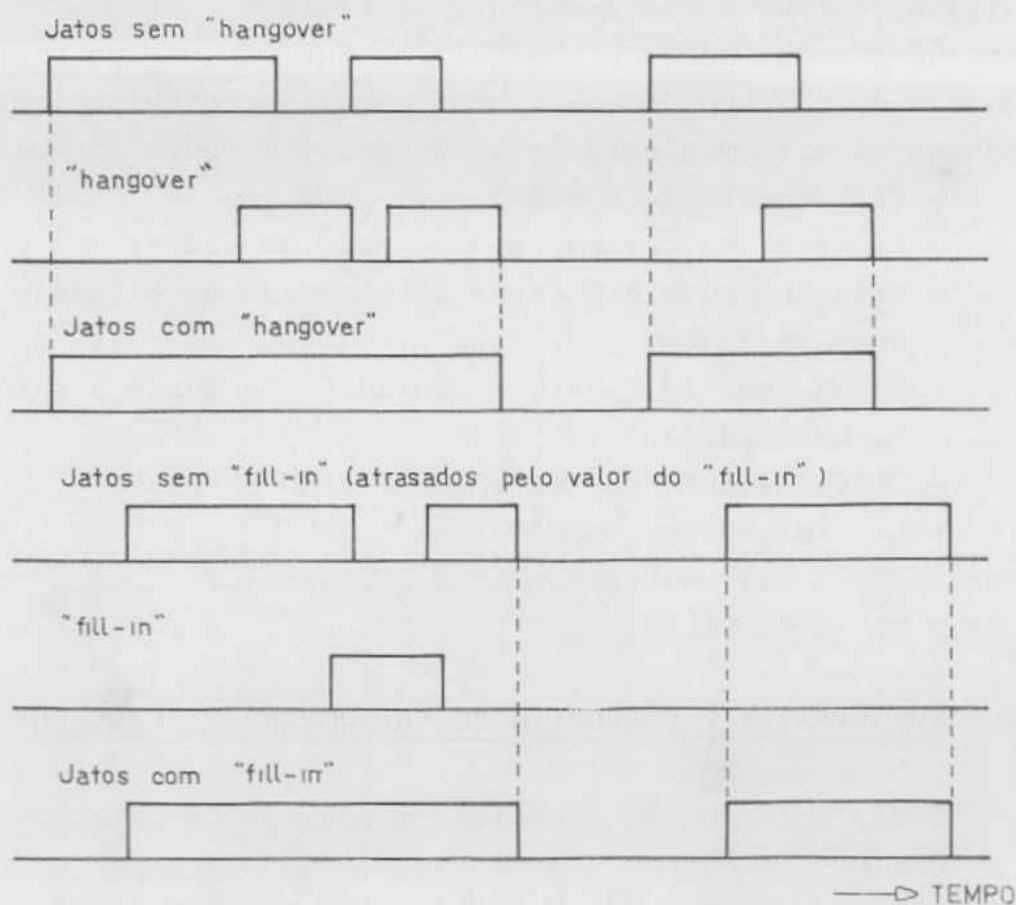 Jatos sem "hangover"
"hangover"
Jatos com "hangover"
Jatos sem "fill-in" (atrasados pelo valor do "fill-in")
"fill-in"
Jatos com "fill-in"
TEMPO